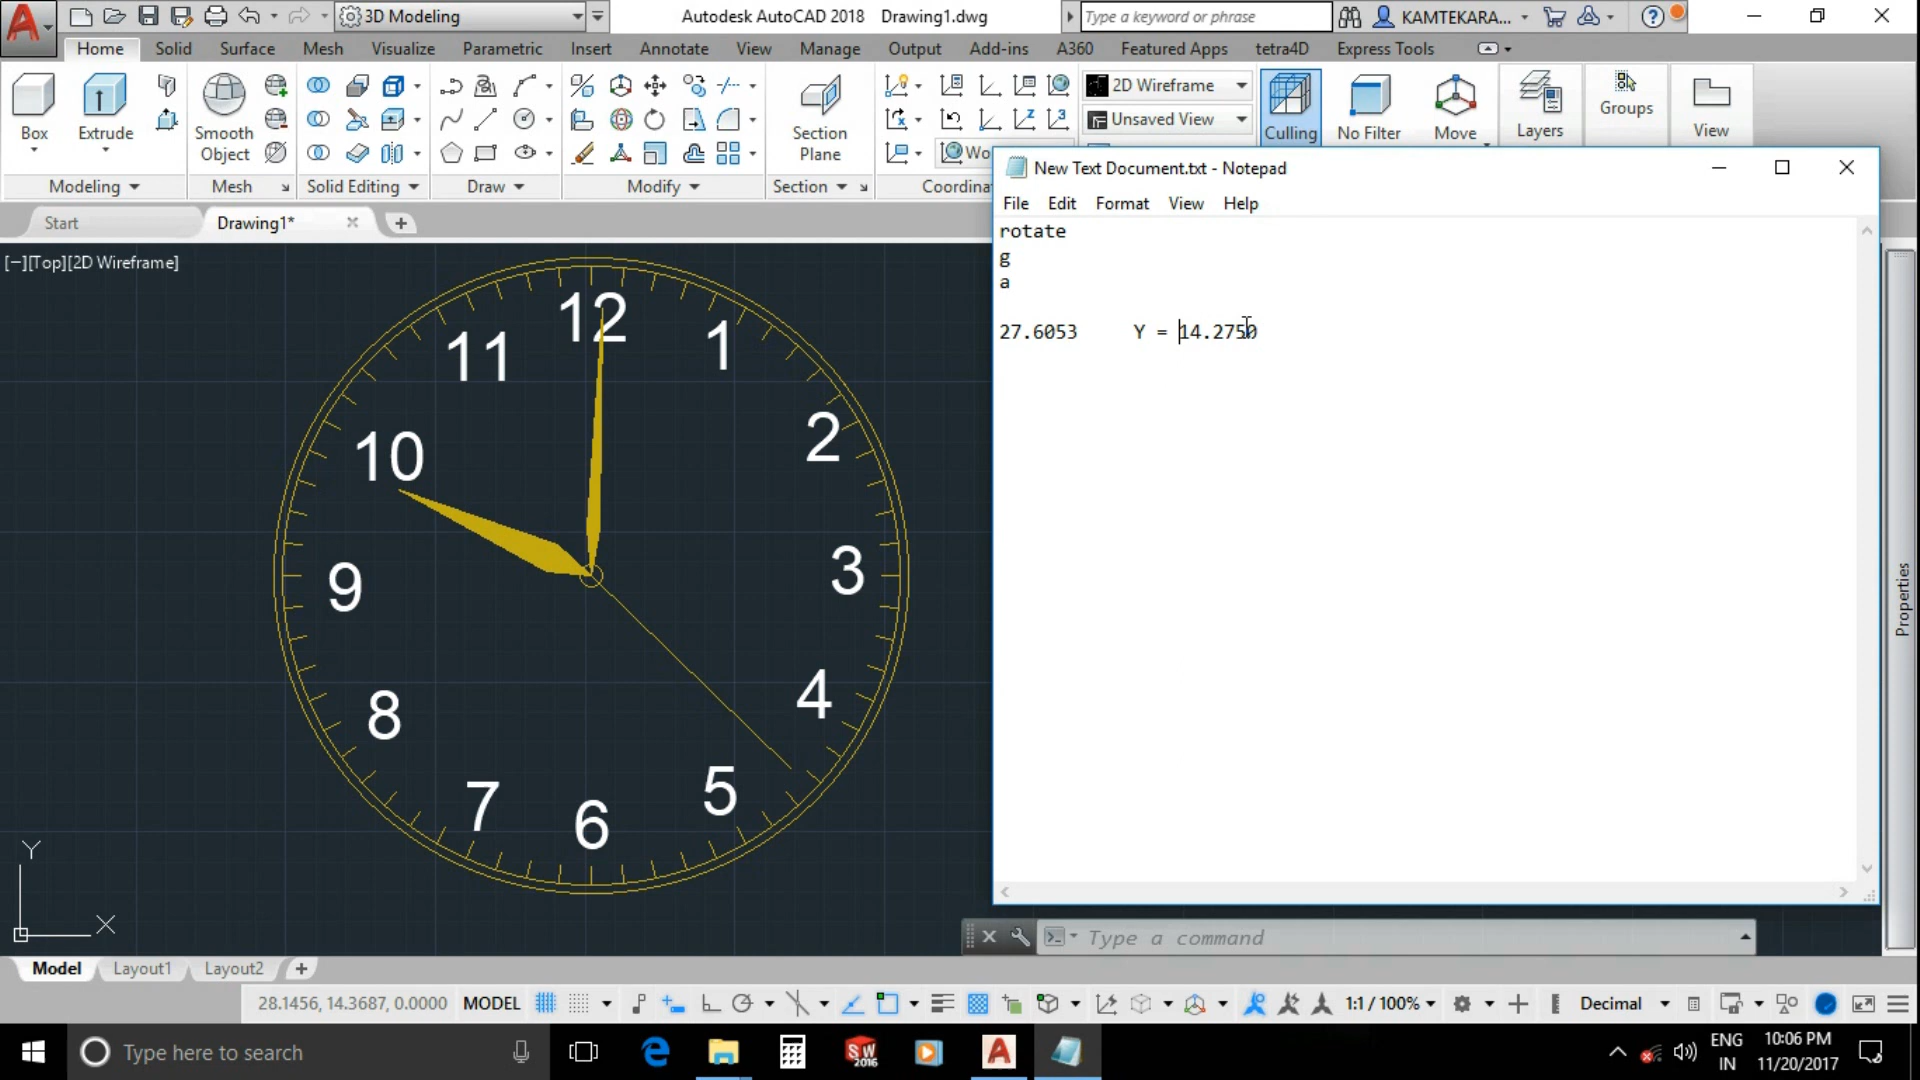 3D Modeling
Autodesk AutoCAD 2018 Drawing1.dwg
Type a keyword or phrase
KAMTEKARA...
Home Solid Surface Mesh Visualize Parametric Insert Annotate View Manage Output Add-ins A360 Featured Apps tetra4D Express Tools
Box
Extrude
Smooth
Object
Section
Plane
2D Wireframe
Unsaved View
Wo
Culling
No Filter
Move
Layers
Groups
View
Modeling
Mesh
Solid Editing
Draw
Modify
Section
Coordina
Start
Drawing1*
New Text Document.txt - Notepad
File Edit Format View Help
rotate
g
a
27.6053 Y = 14.2750
[−][Top][2D Wireframe]
12
1
2
3
4
5
6
7
8
9
10
11
Y
X
Properties
Type a command
Model Layout1 Layout2
28.1456, 14.3687, 0.0000 MODEL
1:1 / 100%
Decimal
Type here to search
SW
2016
ENG
IN
10:06 PM
11/20/2017